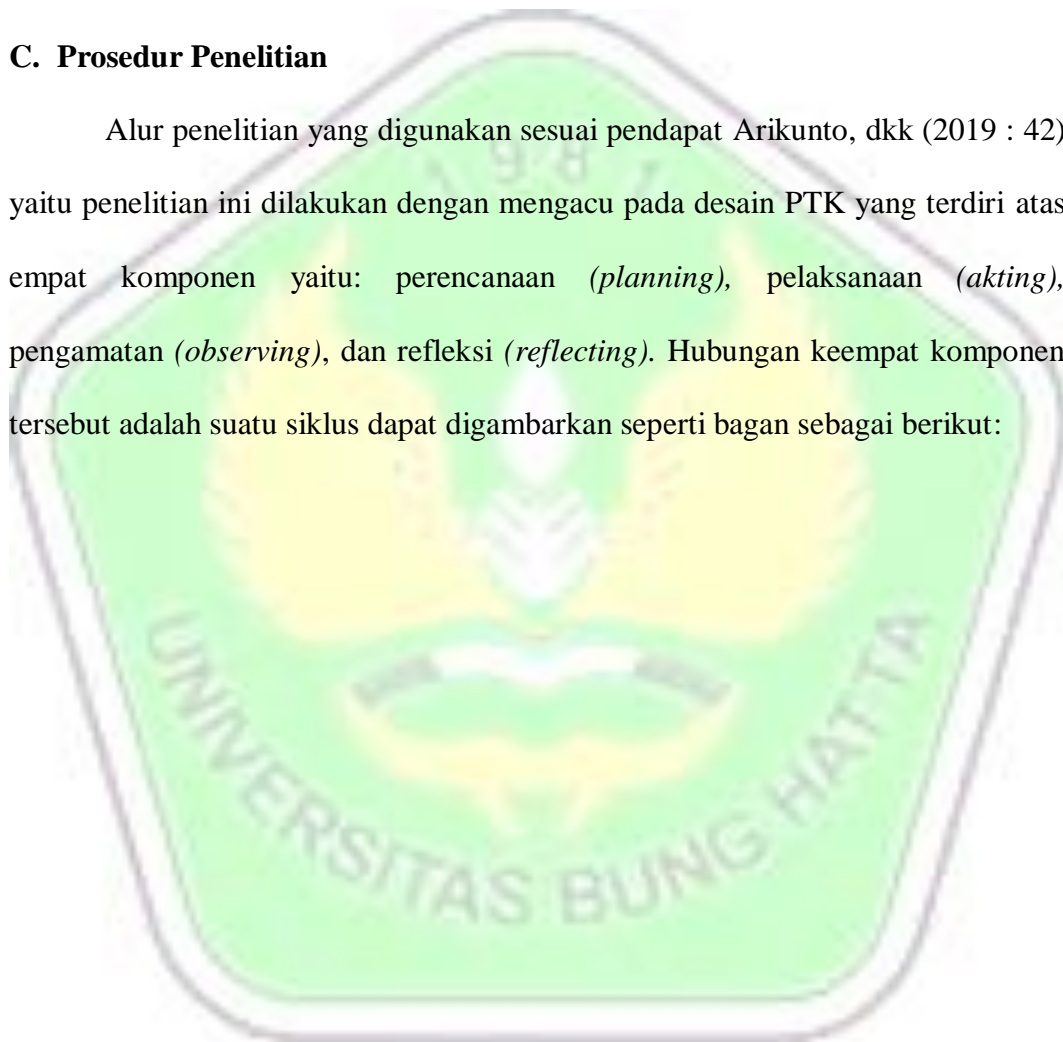 C. Prosedur Penelitian
Alur penelitian yang digunakan sesuai pendapat Arikunto, dkk (2019 : 42)
yaitu penelitian ini dilakukan dengan mengacu pada desain PTK yang terdiri atas
empat komponen yaitu: perencanaan (planning), pelaksanaan (akting),
pengamatan (observing), dan refleksi (reflecting). Hubungan keempat komponen
tersebut adalah suatu siklus dapat digambarkan seperti bagan sebagai berikut:
1981
UNIVERSITAS BUNG HATTA